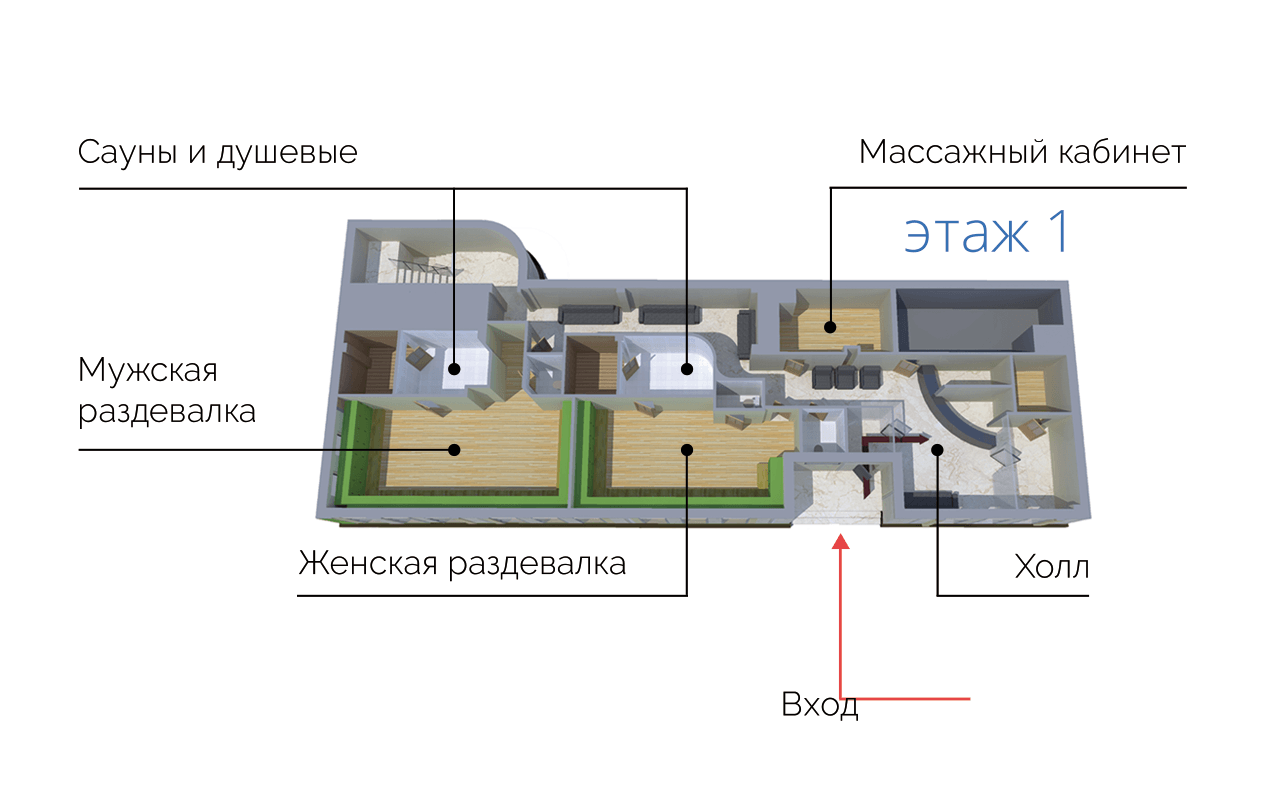 Сауны и душевые
Массажный кабинет
этаж 1
Мужская
раздевалка
Женская раздевалка
Холл
Вход